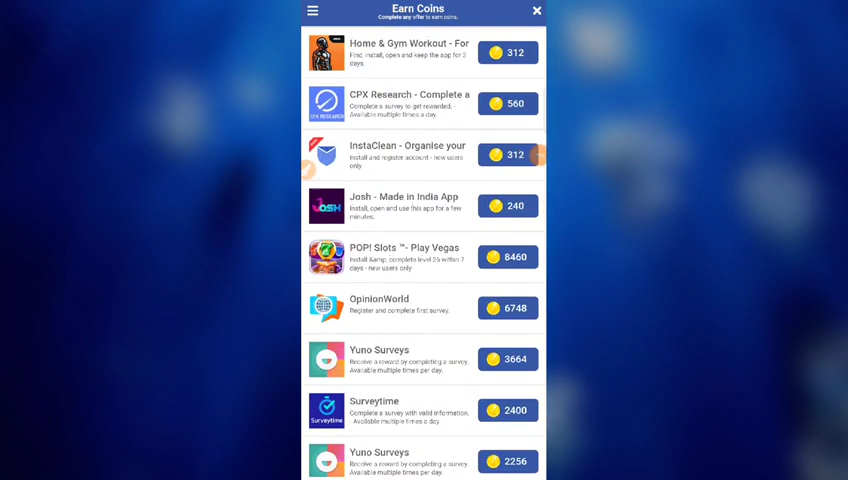 Earn Coins
Complete any offer to earn coins.
Home & Gym Workout - For
Find, install, open and keep the app for 3
days.
312
CPX RESEARCH
CPX Research - Complete a
Complete a survey to get rewarded. -
Available multiple times a day.
560
InstaClean - Organise your
Install and register account - new users
only
312
JOSH
Josh - Made in India App
Install, open and use this app for a few
minutes.
240
POP! Slots ™- Play Vegas
Install &amp; complete level 26 within 7
days - new users only
8460
OpinionWorld
Register and complete first survey.
6748
Yuno Surveys
Receive a reward by completing a survey.
Available multiple times per day.
3664
Surveytime
Surveytime
Complete a survey with valid information.
- Available multiple times a day
2400
Yuno Surveys
Receive a reward by completing a survey.
Available multiple times per day.
2256